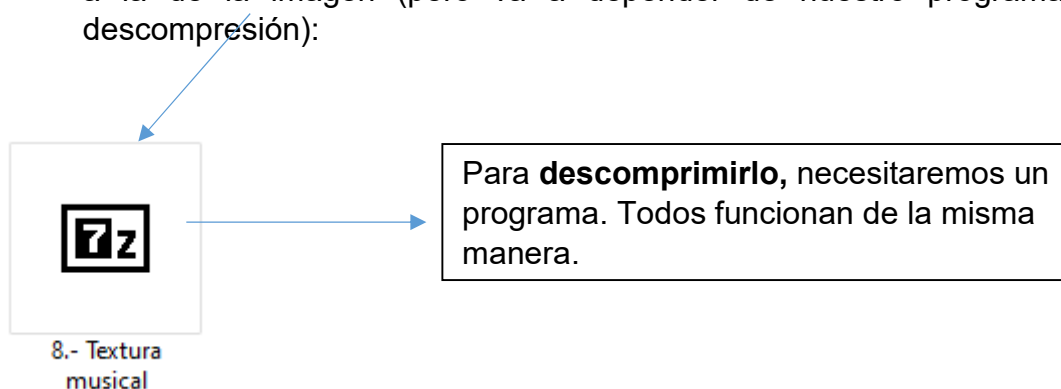 a la de la imagen (pero va a depender de nuestro programa
descompresión):
Para descomprimirlo, necesitaremos un
programa. Todos funcionan de la misma
manera.
7z
8.- Textura
musical